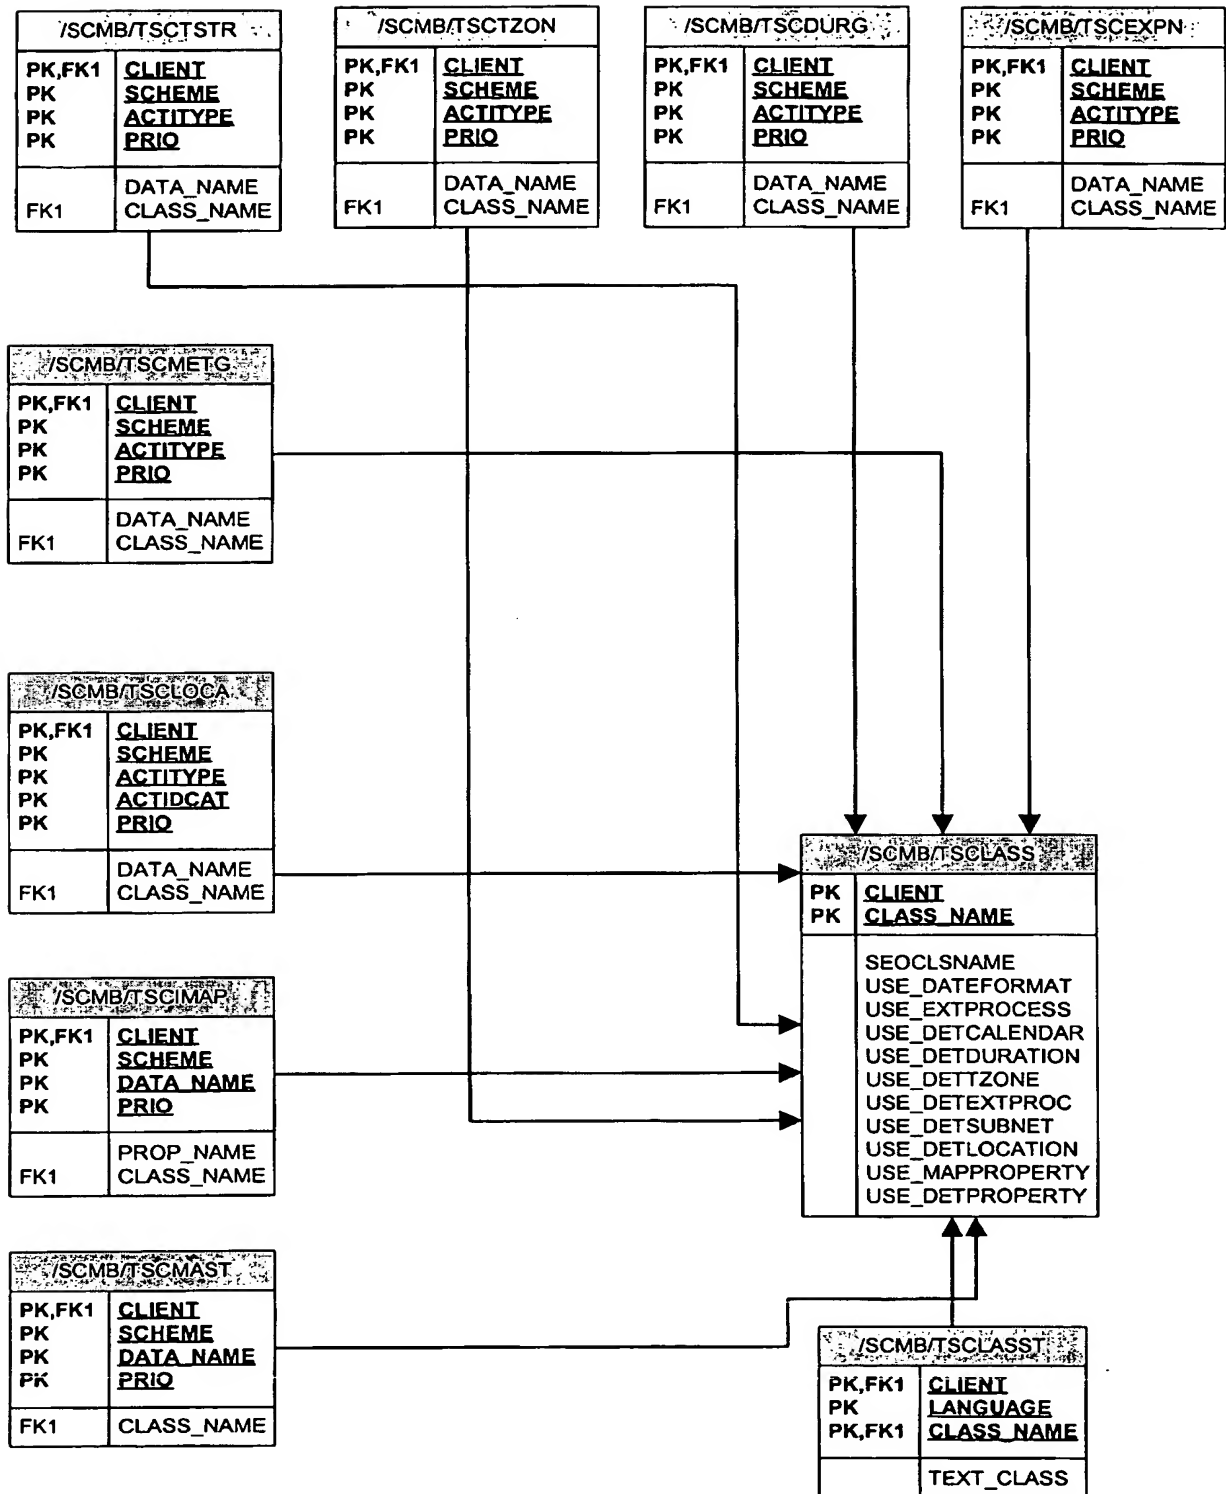 /SCMB/TSCTSTR
PK,FK1 CLIENT
PK SCHEME
PK ACTITYPE
PK PRIO
DATA_NAME
FK1 CLASS_NAME
/SCMB/TSCTZON
PK,FK1 CLIENT
PK SCHEME
PK ACTITYPE
PK PRIO
DATA_NAME
FK1 CLASS_NAME
/SCMB/TSCDURG
PK,FK1 CLIENT
PK SCHEME
PK ACTITYPE
PK PRIO
DATA_NAME
FK1 CLASS_NAME
/SCMB/TSCEXPN
PK,FK1 CLIENT
PK SCHEME
PK ACTITYPE
PK PRIO
DATA_NAME
FK1 CLASS_NAME
/SCMB/TSCMETG
PK,FK1 CLIENT
PK SCHEME
PK ACTITYPE
PK PRIO
DATA_NAME
FK1 CLASS_NAME
/SCMB/TSCLOCA
PK,FK1 CLIENT
PK SCHEME
PK ACTITYPE
PK ACTIDCAT
PK PRIO
DATA_NAME
FK1 CLASS_NAME
/SCMB/TSCLASS
PK CLIENT
PK CLASS_NAME
SEOCLSNAME
USE_DATEFORMAT
USE_EXTPROCESS
USE_DETCALENDAR
USE_DETDURATION
USE_DETTZONE
USE_DETEXTPROC
USE_DETSUBNET
USE_DETLOCATION
USE_MAPPROPERTY
USE_DETPROPERTY
/SCMB/TSCIMAP
PK,FK1 CLIENT
PK SCHEME
PK DATA_NAME
PK PRIO
PROP_NAME
FK1 CLASS_NAME
/SCMB/TSCMAST
PK,FK1 CLIENT
PK SCHEME
PK DATA_NAME
PK PRIO
FK1 CLASS_NAME
/SCMB/TSCLASST
PK,FK1 CLIENT
PK LANGUAGE
PK,FK1 CLASS_NAME
TEXT_CLASS